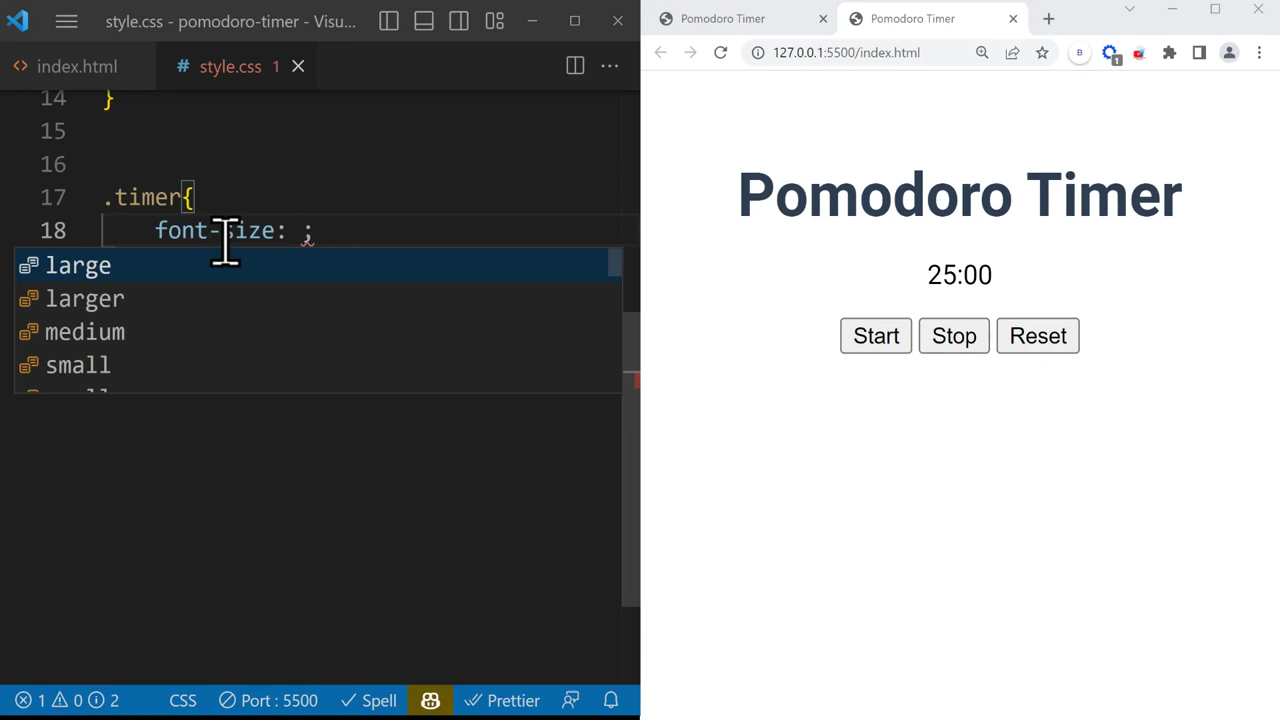 style.css - pomodoro-timer - Visu...
index.html
# style.css 1
14 }
15
16
17 .timer{
18 font-size: ;
large
larger
medium
small
1 0 2
CSS
Port : 5500
Spell
Prettier
Pomodoro Timer
Pomodoro Timer
127.0.0.1:5500/index.html
B
1
Pomodoro Timer
25:00
Start Stop Reset